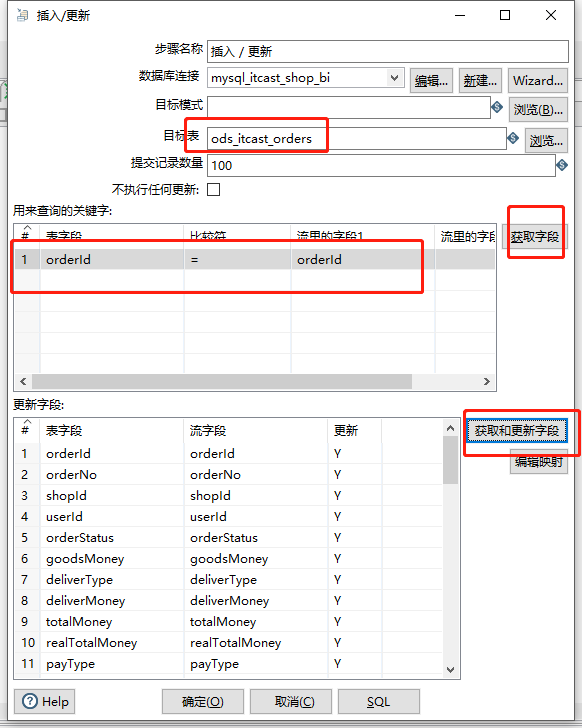 插入/更新
步骤名称 插入 / 更新
数据库连接 mysql_itcast_shop_bi 编辑... 新建... Wizard...
目标模式 浏览(B)...
目标表 ods_itcast_orders 浏览...
提交记录数量 100
不执行任何更新:
用来查询的关键字:
# 表字段 比较符 流里的字段1 流里的字段 获取字段
1 orderId = orderId
更新字段:
# 表字段 流字段 更新 获取和更新字段
编辑映射
1 orderId orderId Y
2 orderNo orderNo Y
3 shopId shopId Y
4 userId userId Y
5 orderStatus orderStatus Y
6 goodsMoney goodsMoney Y
7 deliverType deliverType Y
8 deliverMoney deliverMoney Y
9 totalMoney totalMoney Y
10 realTotalMoney realTotalMoney Y
11 payType payType Y
Help 确定(O) 取消(C) SQL